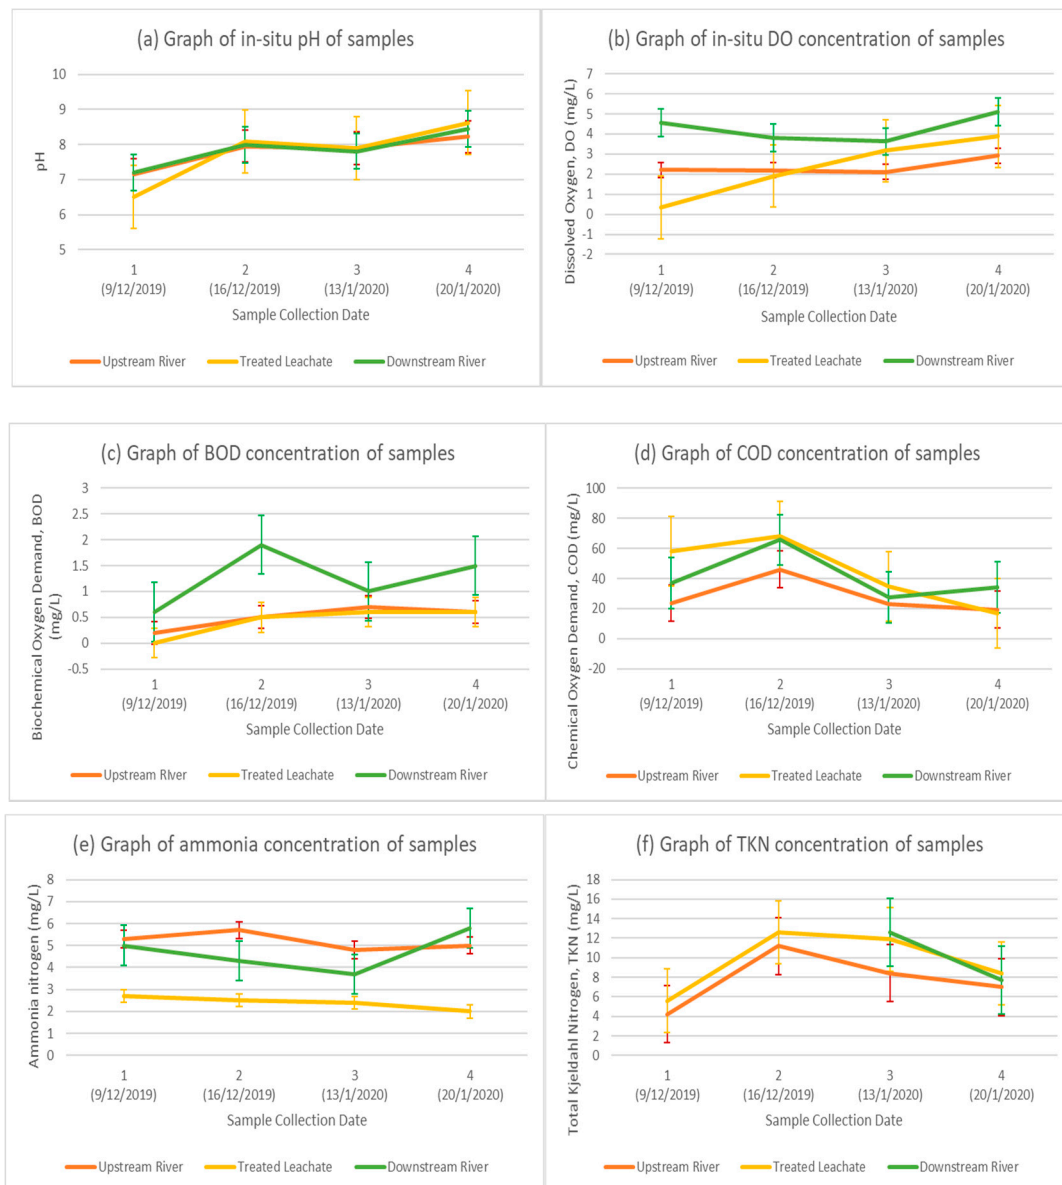 (a) Graph of in-situ pH of samples
pH
10
9
8
7
6
5
1
2
3
4
(9/12/2019)
(16/12/2019)
(13/1/2020)
(20/1/2020)
Sample Collection Date
Upstream River
Treated Leachate
Downstream River
(b) Graph of in-situ DO concentration of samples
Dissolved Oxygen, DO (mg/L)
7
6
5
4
3
2
1
0
-1
-2
1
2
3
4
(9/12/2019)
(16/12/2019)
(13/1/2020)
(20/1/2020)
Sample Collection Date
Upstream River
Treated Leachate
Downstream River
(c) Graph of BOD concentration of samples
Biochemical Oxygen Demand, BOD
(mg/L)
3
2.5
2
1.5
1
0.5
0
-0.5
1
2
3
4
(9/12/2019)
(16/12/2019)
(13/1/2020)
(20/1/2020)
Sample Collection Date
Upstream River
Treated Leachate
Downstream River
(d) Graph of COD concentration of samples
Chemical Oxygen Demand, COD (mg/L)
100
80
60
40
20
0
-20
1
2
3
4
(9/12/2019)
(16/12/2019)
(13/1/2020)
(20/1/2020)
Sample Collection Date
Upstream River
Treated Leachate
Downstream River
(e) Graph of ammonia concentration of samples
Ammonia nitrogen (mg/L)
8
7
6
5
4
3
2
1
0
1
2
3
4
(9/12/2019)
(16/12/2019)
(13/1/2020)
(20/1/2020)
Sample Collection Date
Upstream River
Treated Leachate
Downstream River
(f) Graph of TKN concentration of samples
Total Kjeldahl Nitrogen, TKN (mg/L)
18
16
14
12
10
8
6
4
2
0
1
2
3
4
(9/12/2019)
(16/12/2019)
(13/1/2020)
(20/1/2020)
Sample Collection Date
Upstream River
Treated Leachate
Downstream River